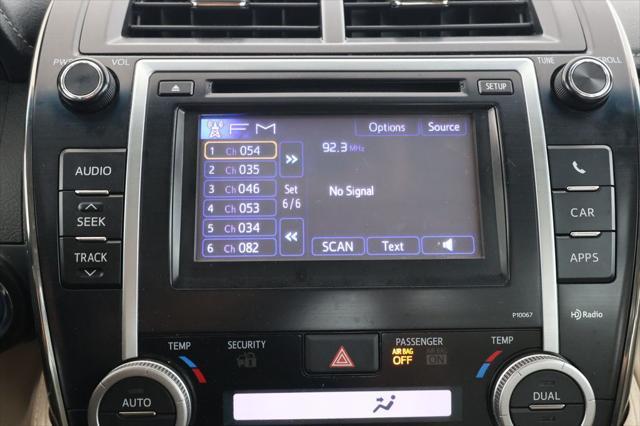 PWR VOL
TUNE SCROLL
SETUP
FM
Options Source
1 Ch 054
92.3 MHz
2 Ch 035
3 Ch 046
Set
6/6
No Signal
4 Ch 053
5 Ch 034
6 Ch 082
SCAN Text
AUDIO
SEEK
TRACK
CAR
APPS
P10067
HD Radio
TEMP
SECURITY
PASSENGER
AIR BAG OFF
AIR BAG ON
TEMP
AUTO
DUAL